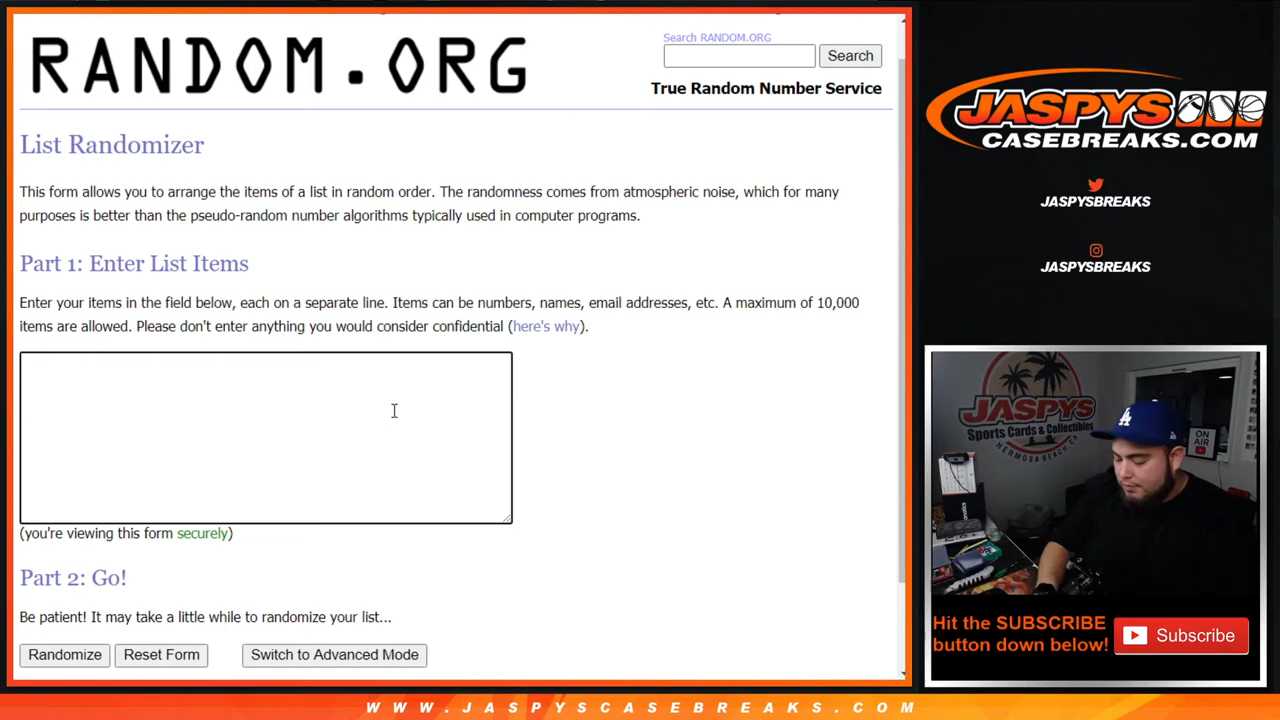 RANDOM.ORG
Search RANDOM.ORG
Search
True Random Number Service
List Randomizer
This form allows you to arrange the items of a list in random order. The randomness comes from atmospheric noise, which for many
purposes is better than the pseudo-random number algorithms typically used in computer programs.
Part 1: Enter List Items
Enter your items in the field below, each on a separate line. Items can be numbers, names, email addresses, etc. A maximum of 10,000
items are allowed. Please don't enter anything you would consider confidential (here's why).
(you're viewing this form securely)
Part 2: Go!
Be patient! It may take a little while to randomize your list...
Randomize
Reset Form
Switch to Advanced Mode
JASPYS
CASEBREAKS.COM
JASPYSBREAKS
JASPYSBREAKS
JASPYS
Sports Cards & Collectibles
HERMOSA BEACH, CA
ON
AIR
LA
Hit the SUBSCRIBE
button down below!
Subscribe
WWW.JASPYSCASEBREAKS.COM